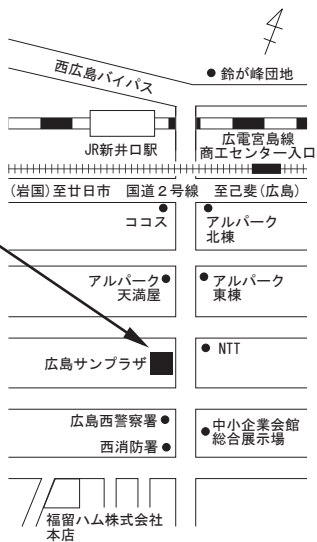 西広島バイパス
鈴が峰団地
JR新井口駅
広電宮島線
商工センター入口
(岩国)至廿日市 国道2号線 至己斐(広島)
ココス
アルパーク
北棟
アルパーク
天満屋
アルパーク
東棟
広島サンプラザ
NTT
広島西警察署
西消防署
中小企業会館
総合展示場
福留ハム株式会社
本店